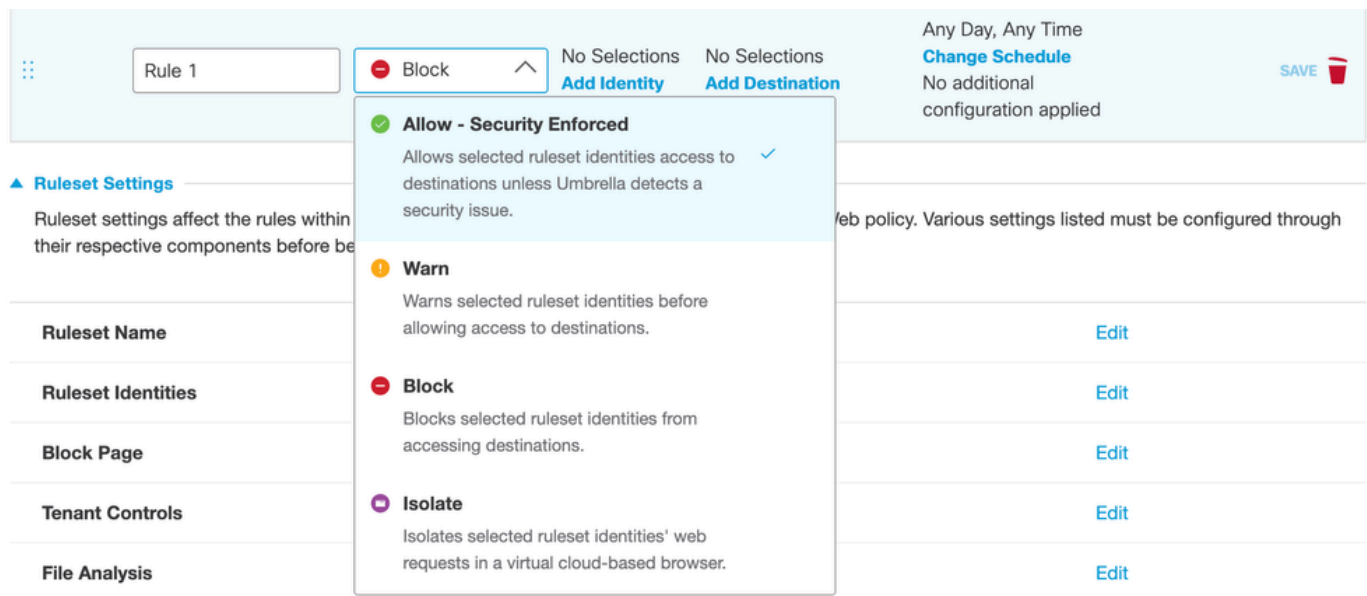 Rule 1
Block
No Selections
Add Identity
No Selections
Add Destination
Any Day, Any Time
Change Schedule
No additional
configuration applied
SAVE
Allow - Security Enforced
Allows selected ruleset identities access to
destinations unless Umbrella detects a
security issue.
Warn
Warns selected ruleset identities before
allowing access to destinations.
Block
Blocks selected ruleset identities from
accessing destinations.
Isolate
Isolates selected ruleset identities' web
requests in a virtual cloud-based browser.
Ruleset Settings
Ruleset settings affect the rules within
policy. Various settings listed must be configured through
their respective components before
Ruleset Name
Edit
Ruleset Identities
Edit
Block Page
Edit
Tenant Controls
Edit
File Analysis
Edit